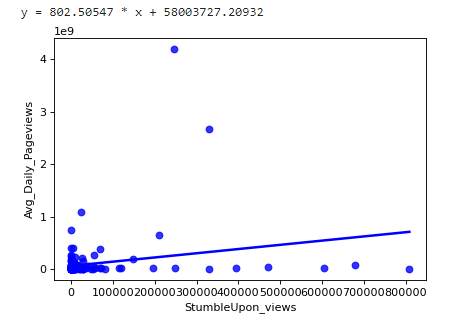 y = 802.50547 * x + 58003727.20932
1e9
4
3
2
1
0
Avg_Daily_Pageviews
0 100000 200000 300000 400000 500000 600000 700000 800000
StumbleUpon_views